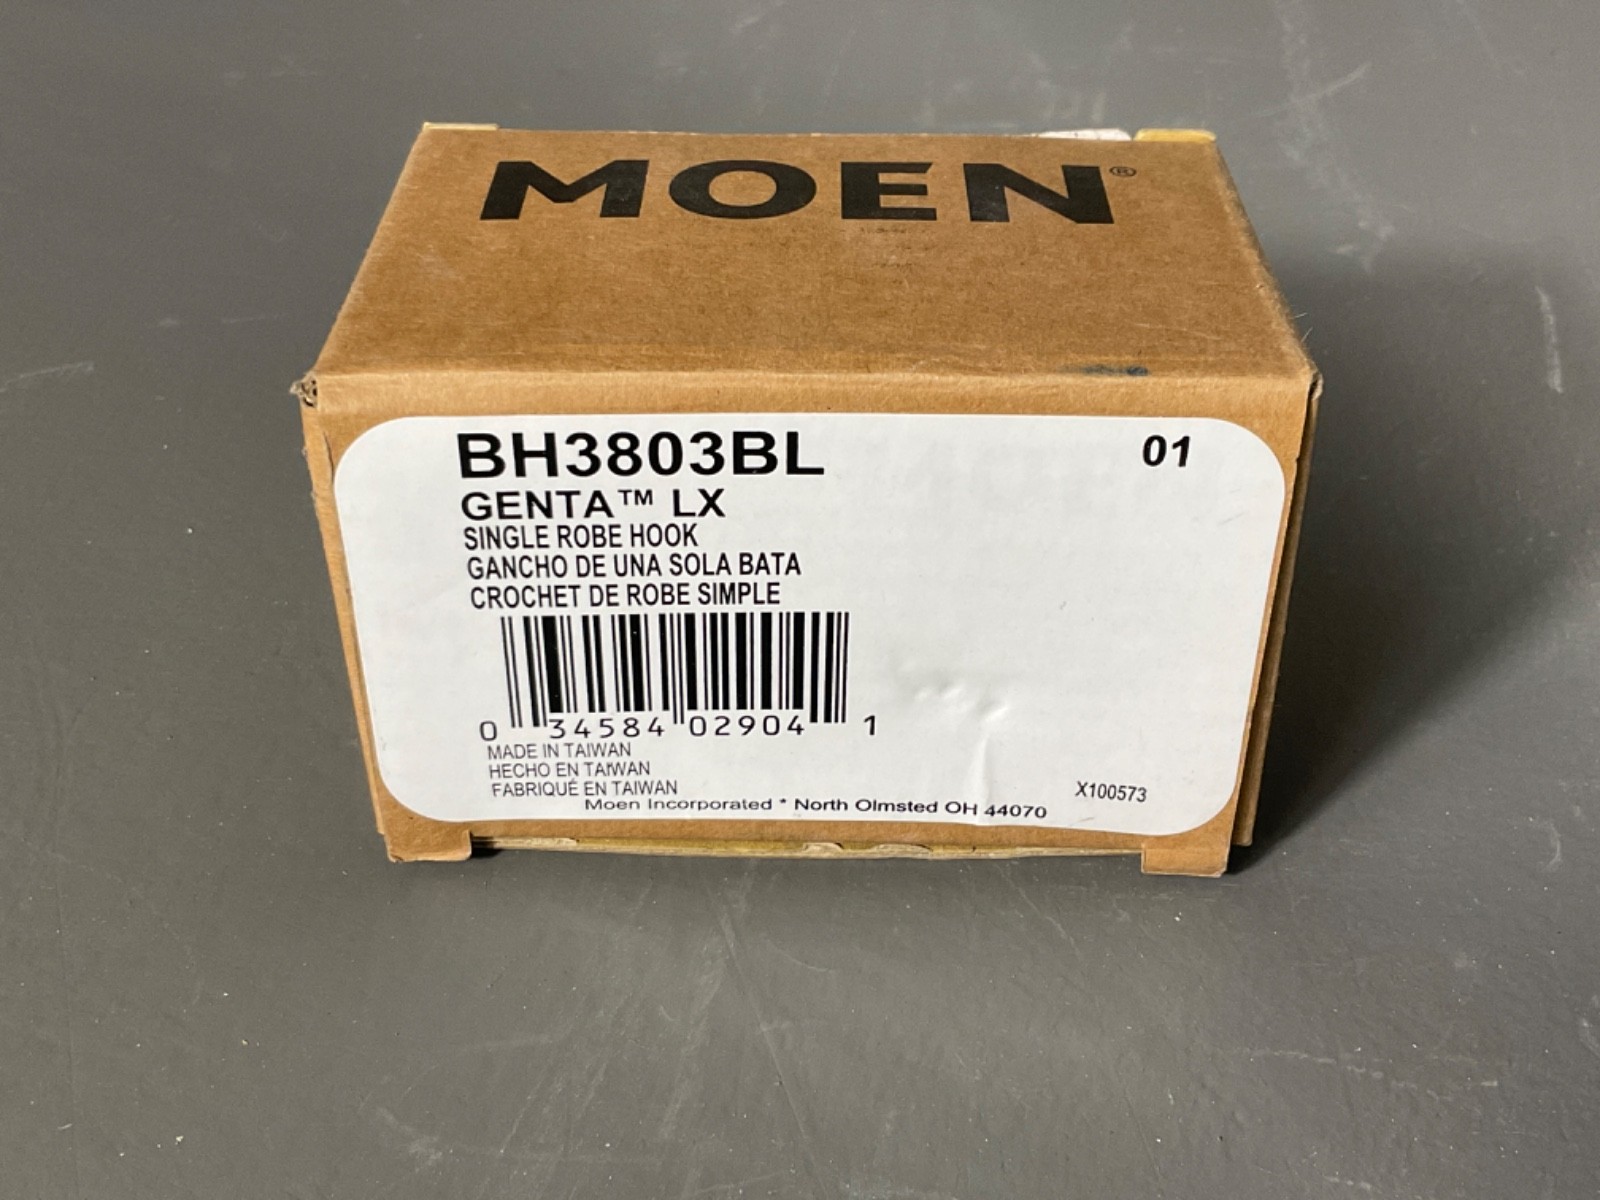 MOEN®
BH3803BL 01
GENTA™ LX
SINGLE ROBE HOOK
GANCHO DE UNA SOLA BATA
CROCHET DE ROBE SIMPLE
0 34584 02904 1
MADE IN TAIWAN
HECHO EN TAIWAN
FABRIQUÉ EN TAIWAN
X100573
Moen Incorporated * North Olmsted OH 44070